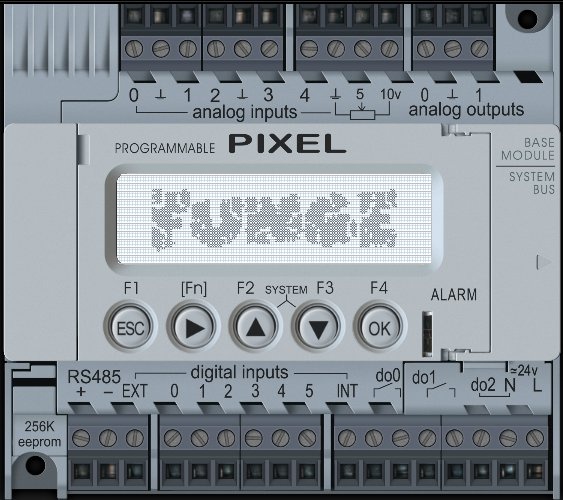 0 ⊥ 1 2 ⊥ 3 4 ⊥ 5 10v 0 ⊥ 1
analog inputs analog outputs
PROGRAMMABLE PIXEL
BASE
MODULE
SYSTEM
BUS
F1 [Fn] F2 SYSTEM F3 F4
ALARM
ESC OK
RS485 digital inputs do0 do1 ≈24v
+ − EXT 0 1 2 3 4 5 INT do2 N L
256K
eeprom